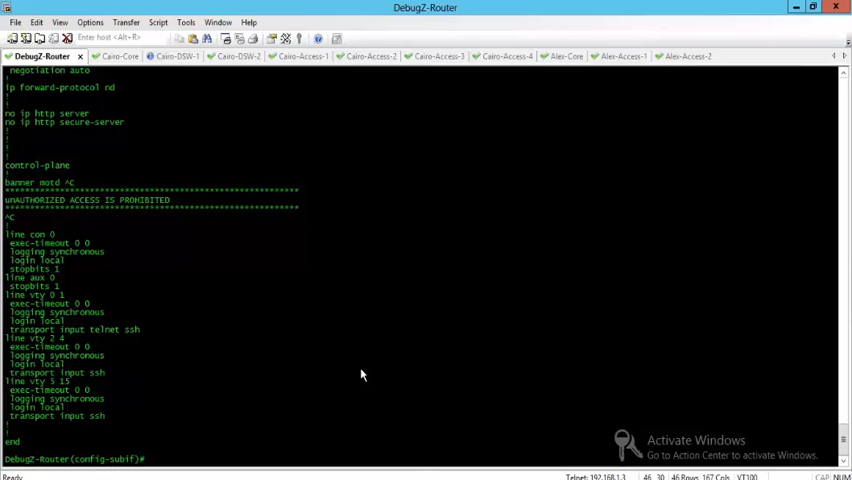 DebugZ-Router
File Edit View Options Transfer Script Tools Window Help
Enter host <Alt+R>
DebugZ-Router Cairo-Core Cairo-DSW-1 Cairo-DSW-2 Cairo-Access-1 Cairo-Access-2 Cairo-Access-3 Cairo-Access-4 Alex-Core Alex-Access-1 Alex-Access-2
negotiation auto
!
ip forward-protocol nd
!
!
no ip http server
no ip http secure-server
!
!
!
!
control-plane
!
banner motd ^C
********************************************************************
unAUTHORIZED ACCESS IS PROHIBITED
********************************************************************
^C
!
line con 0
exec-timeout 0 0
logging synchronous
login local
stopbits 1
line aux 0
stopbits 1
line vty 0 1
exec-timeout 0 0
logging synchronous
login local
transport input telnet ssh
line vty 2 4
exec-timeout 0 0
logging synchronous
login local
transport input ssh
line vty 5 15
exec-timeout 0 0
logging synchronous
login local
transport input ssh
!
!
end
DebugZ-Router(config-subif)#
Activate Windows
Go to Action Center to activate Windows.
Ready Telnet: 192.168.1.3 46, 30 46 Rows, 167 Cols VT100 CAP NUM